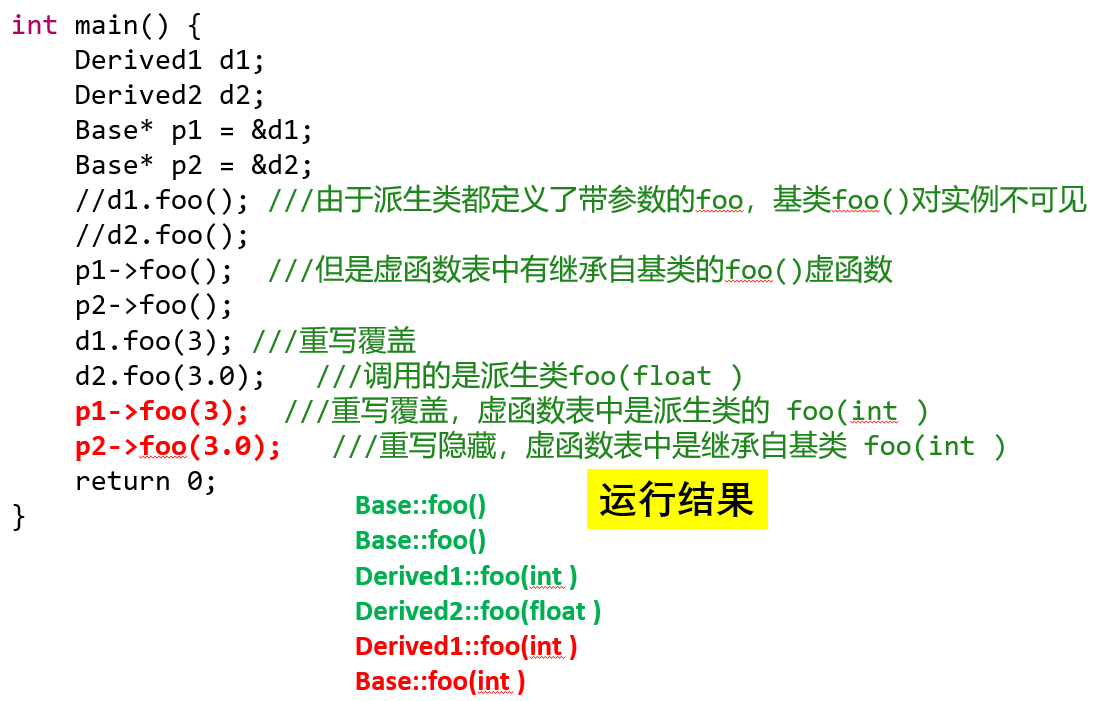 int main() {
    Derived1 d1;
    Derived2 d2;
    Base* p1 = &d1;
    Base* p2 = &d2;
    //d1.foo(); ///由于派生类都定义了带参数的foo，基类foo()对实例不可见
    //d2.foo();
    p1->foo();  ///但是虚函数表中有继承自基类的foo()虚函数
    p2->foo();
    d1.foo(3); ///重写覆盖
    d2.foo(3.0);   ///调用的是派生类foo(float )
    p1->foo(3);  ///重写覆盖，虚函数表中是派生类的 foo(int )
    p2->foo(3.0);   ///重写隐藏，虚函数表中是继承自基类 foo(int )
    return 0;
}
运行结果
Base::foo()
Base::foo()
Derived1::foo(int )
Derived2::foo(float )
Derived1::foo(int )
Base::foo(int )